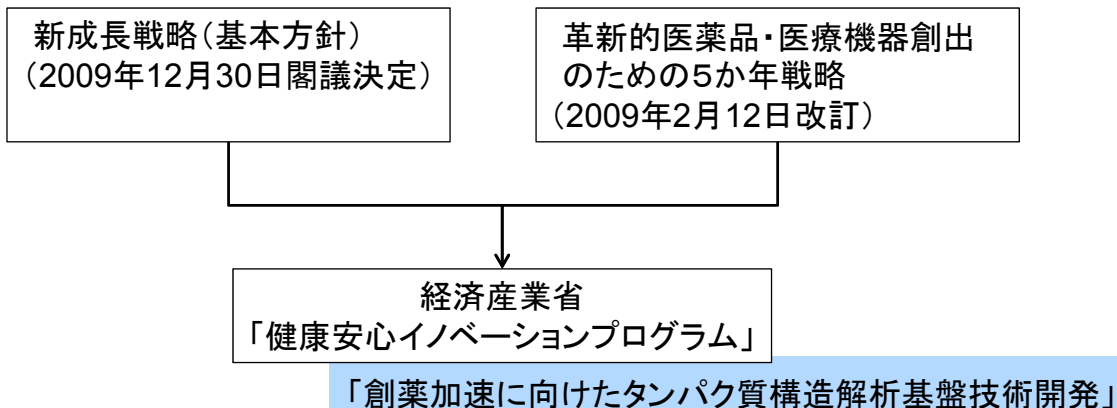 新成長戦略（基本方針）
（2009年12月30日閣議決定）
革新的医薬品・医療機器創出
のための５か年戦略
（2009年2月12日改訂）
経済産業省
「健康安心イノベーションプログラム」
「創薬加速に向けたタンパク質構造解析基盤技術開発」